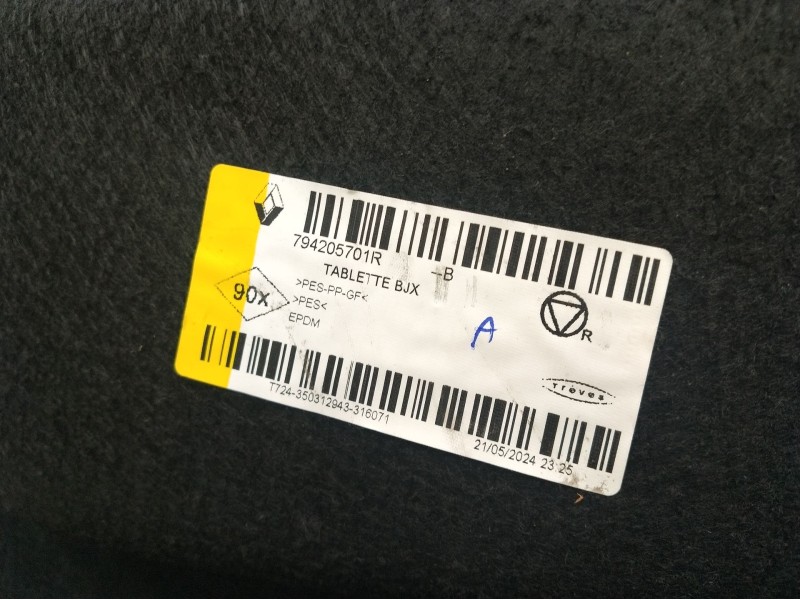 794205701R -B
TABLETTE BJX
>PES-PP-GF<
90x
>PES<
EPDM
A
R
Treves
T724-350312943-316071
21/05/2024 23:25